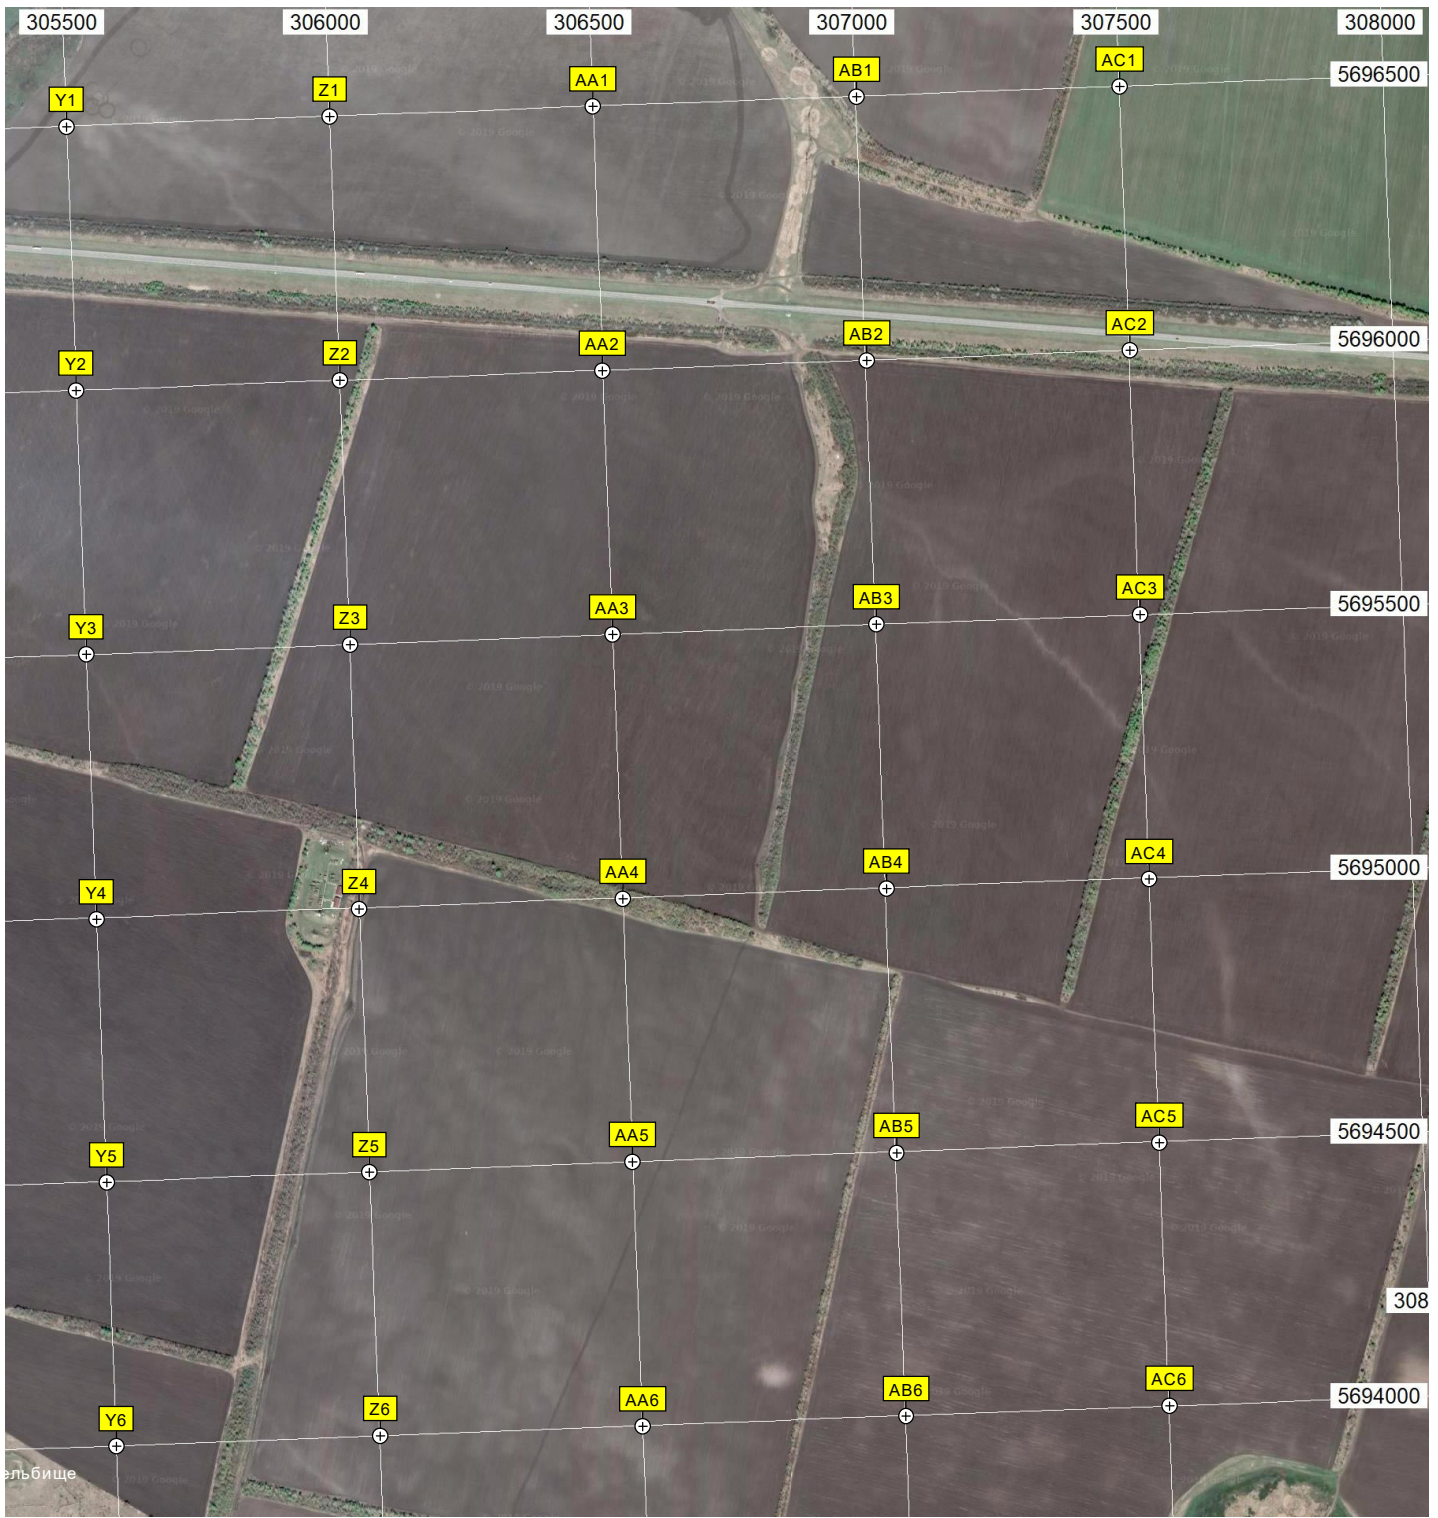 305500 306000 306500 307000 307500 308000
5696500
Y1 Z1 AA1 AB1 AC1
5696000
Y2 Z2 AA2 AB2 AC2
5695500
Y3 Z3 AA3 AB3 AC3
5695000
Y4 Z4 AA4 AB4 AC4
5694500
Y5 Z5 AA5 AB5 AC5
308
5694000
Y6 Z6 AA6 AB6 AC6
ельбище
© 2019 Google